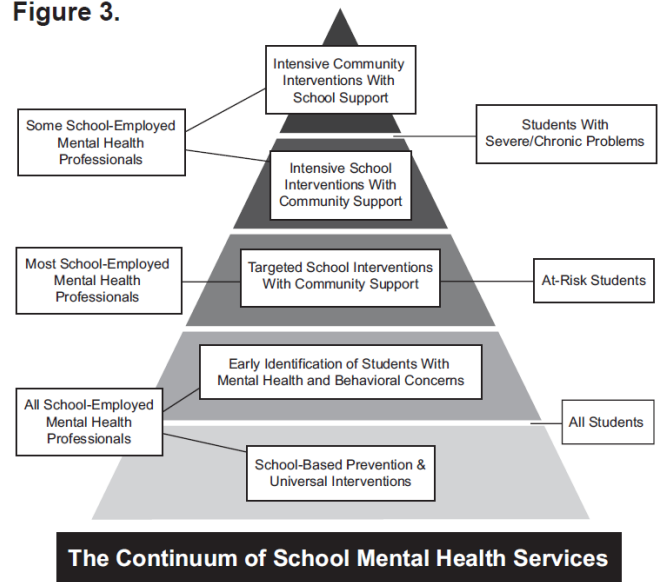 Figure 3.
Intensive Community
Interventions With
School Support
Some School-Employed
Mental Health
Professionals
Students With
Severe/Chronic Problems
Intensive School
Interventions With
Community Support
Most School-Employed
Mental Health
Professionals
Targeted School Interventions
With Community Support
At-Risk Students
Early Identification of Students With
Mental Health and Behavioral Concerns
All School-Employed
Mental Health
Professionals
All Students
School-Based Prevention &
Universal Interventions
The Continuum of School Mental Health Services